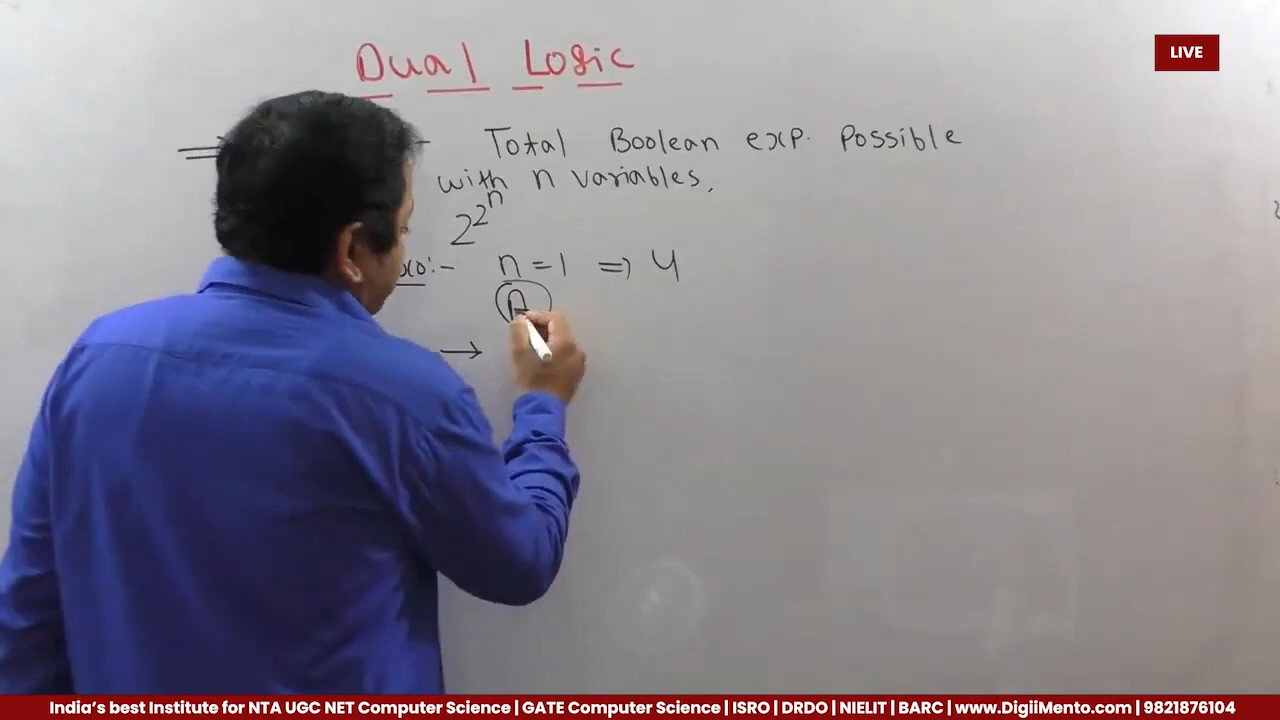 Dual Logic
LIVE
Total Boolean exp. Possible
with n variables,
2^2^n
:- n = 1 => 4
A
→
India's best Institute for NTA UGC NET Computer Science | GATE Computer Science | ISRO | DRDO | NIELIT | BARC | www.DigiiMento.com | 9821876104